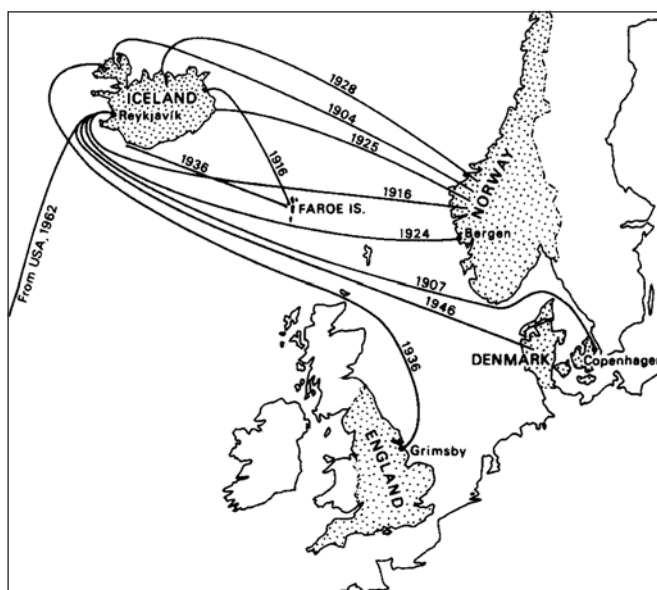 ICELAND
Reykjavík
1928
1904
1925
1936
1916
FAROE IS.
1916
NORWAY
Bergen
1924
From USA, 1962
1907
1946
1936
DENMARK
Copenhagen
ENGLAND
Grimsby